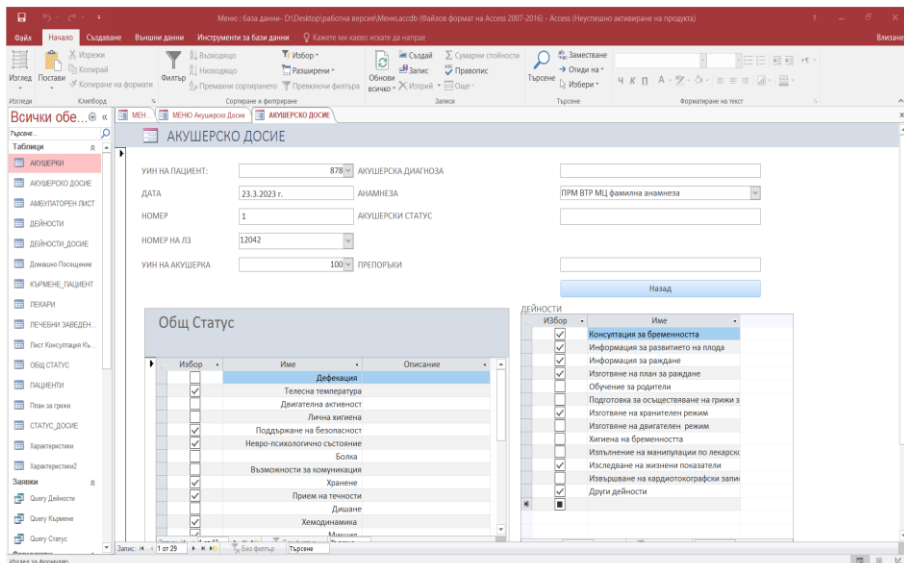 Меню : база данни- D:\Desktop\работна версия\Меню.accdb (Файлов формат на Access 2007-2016) - Access (Неуспешно активиране на продукта)
Файл Начало Създаване Външни данни Инструменти за бази данни Кажете ми какво искате да направя Влизане
Изглед Постави Изрежи Копирай Копиране на формати
Филтър Възходящо Низходящо Премахни сортирането Избор Разширени Превключи филтъра
Обнови всичко Създай Запис Изтрий Сумарни стойности Правопис Още
Търсене Заместване Отиди на Избери
Ч К П
Изгледи Клипборд Сортиране и филтриране Записи Търсене Форматиране на текст
Всички обе...
Търсене...
Таблици
АКУШЕРКИ
АКУШЕРСКО ДОСИЕ
АМБУЛАТОРЕН ЛИСТ
ДЕЙНОСТИ
ДЕЙНОСТИ_ДОСИЕ
Домашно Посещение
КЪРМЕНЕ_ПАЦИЕНТ
ЛЕКАРИ
ЛЕЧЕБНИ ЗАВЕДЕН...
Лист Консултация Къ...
ОБЩ СТАТУС
ПАЦИЕНТИ
План за грижи
СТАТУС_ДОСИЕ
Характеристики
Характеристики2
Заявки
Query Дейности
Query Кърмене
Query Статус
МЕН... МЕНЮ Акушерско Досие АКУШЕРСКО ДОСИЕ
АКУШЕРСКО ДОСИЕ
УИН НА ПАЦИЕНТ: 878 АКУШЕРСКА ДИАГНОЗА
ДАТА 23.3.2023 г. АНАМНЕЗА ПРМ ВТР МЦ фамилна анамнеза
НОМЕР 1 АКУШЕРСКИ СТАТУС
НОМЕР НА ЛЗ 12042
УИН НА АКУШЕРКА 100 ПРЕПОРЪКИ
Назад
Общ Статус
Избор Име Описание
Дефекация
Телесна температура
Двигателна активност
Лична хигиена
Поддържане на безопасност
Невро-психологично състояние
Болка
Възможности за комуникация
Хранене
Прием на течности
Дишане
Хемодинамика
ДЕЙНОСТИ
ИЗбор Име
Консултация за бременността
Информация за развитието на плода
Информация за раждане
Изготвяне на план за раждане
Обучение за родители
Подготовка за осъществяване на грижи з
Изготвяне на хранителен режим
Изготвяне на двигателен режим
Хигиена на бременността
Изпълнение на манипулации по лекарск
Изследване на жизнени показатели
Извършване на кардиотокографски запи
Други дейности
Запис: 1 от 29 Без филтър Търсене
Изглед за формуляр